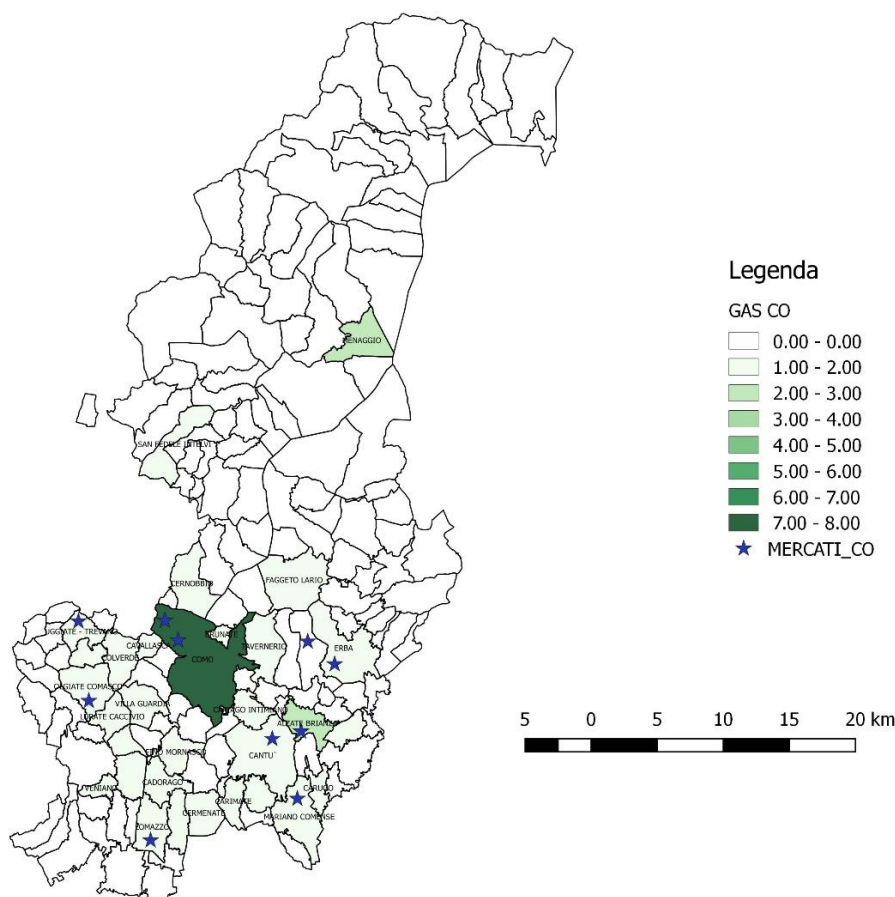 Legenda
GAS CO
0.00 - 0.00
1.00 - 2.00
2.00 - 3.00
3.00 - 4.00
4.00 - 5.00
5.00 - 6.00
6.00 - 7.00
7.00 - 8.00
MERCATI_CO
MENAGGIO
SAN FEDELE INTELVI
CERNOBBIO
FAGGETO LARIO
UGGIATE - TREVANO
BRUNATE
CAVALLASCA
TAVERNERIO
ERBA
COLVERDE
COMO
OLGIATE COMASCO
VILLA GUARDIA
LURATE CACCIVIO
CAPIAGO INTIMIANO
ALZATE BRIANZA
5 0 5 10 15 20 km
FINO MORNASCO
CANTU`
VENIANO
CADORAGO
CARIMATE
CARUGO
CERMENATE
MARIANO COMENSE
LOMAZZO